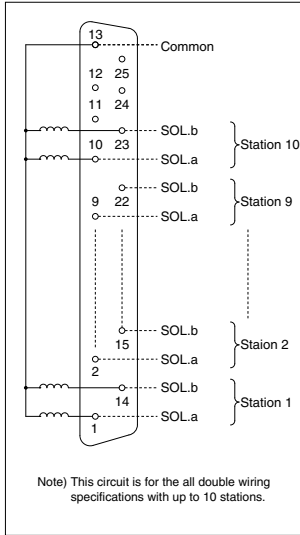 13
Common
12 25
11 24
SOL.b
10 23 Station 10
SOL.a
SOL.b
9 22 Station 9
SOL.a
SOL.b
15
Staion 2
2 SOL.a
SOL.b
14 Station 1
SOL.a
1
Note) This circuit is for the all double wiring
specifications with up to 10 stations.